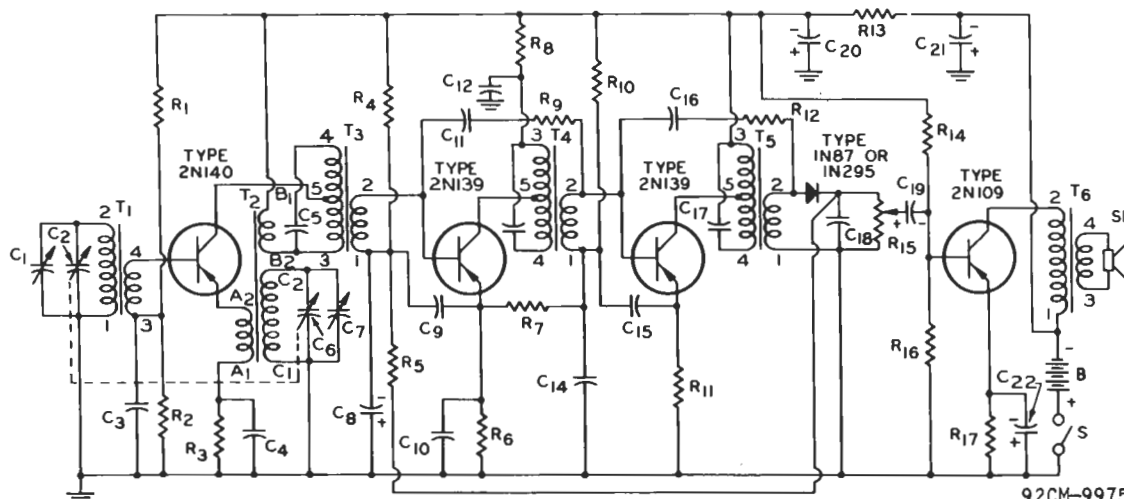 R13
C20
C21
R8
C12
R1
R4
R9
R10
C16
R12
C11
4 T3
3 T4
3 T5
TYPE
2N140
TYPE
2N139
TYPE
2N139
TYPE
1N87 OR
1N295
R14
TYPE
2N109
C19
C1
C2
2 T1
4
T2
B1
C5
5
2
5
2
5
2
C17
C18
R15
2 T6
4
1
3
A2
B2
3
1
4
1
4
1
C2
3
1
A1
C1
C6
C7
C9
R7
C15
R16
C3
R2
R3
C4
R5
C8
C10
R6
C14
R11
C22
R17
B
S
92CM-9975